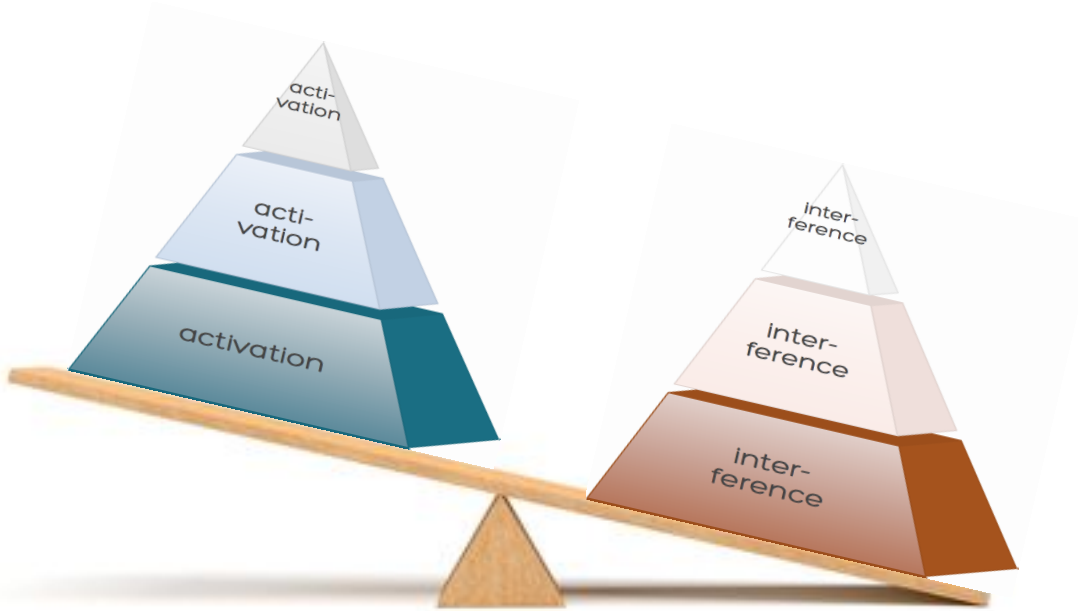 acti-
vation
acti-
vation
activation
inter-
ference
inter-
ference
inter-
ference